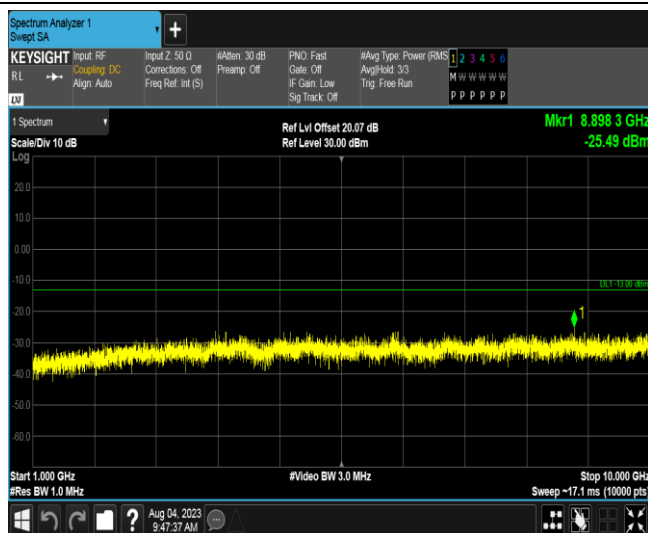 Spectrum Analyzer 1
Swept SA
+
KEYSIGHT
RL
Input: RF
Coupling: DC
Align: Auto
Input Z: 50 Ω
Corrections: Off
Freq Ref: Int (S)
#Atten: 30 dB
Preamp: Off
PNO: Fast
Gate: Off
IF Gain: Low
Sig Track: Off
#Avg Type: Power (RMS
Avg|Hold: 3/3
Trig: Free Run
1 2 3 4 5 6
M W W W W W
P P P P P P
LXI
1 Spectrum
Scale/Div 10 dB
Log
Ref Lvl Offset 20.07 dB
Ref Level 30.00 dBm
Mkr1 8.898 3 GHz
-25.49 dBm
20.0
10.0
0.00
-10.0
DL1 -13.00 dBm
1
-20.0
-30.0
-40.0
-50.0
-60.0
Start 1.000 GHz
#Video BW 3.0 MHz
Stop 10.000 GHz
#Res BW 1.0 MHz
Sweep ~17.1 ms (10000 pts)
?
Aug 04, 2023
9:47:37 AM